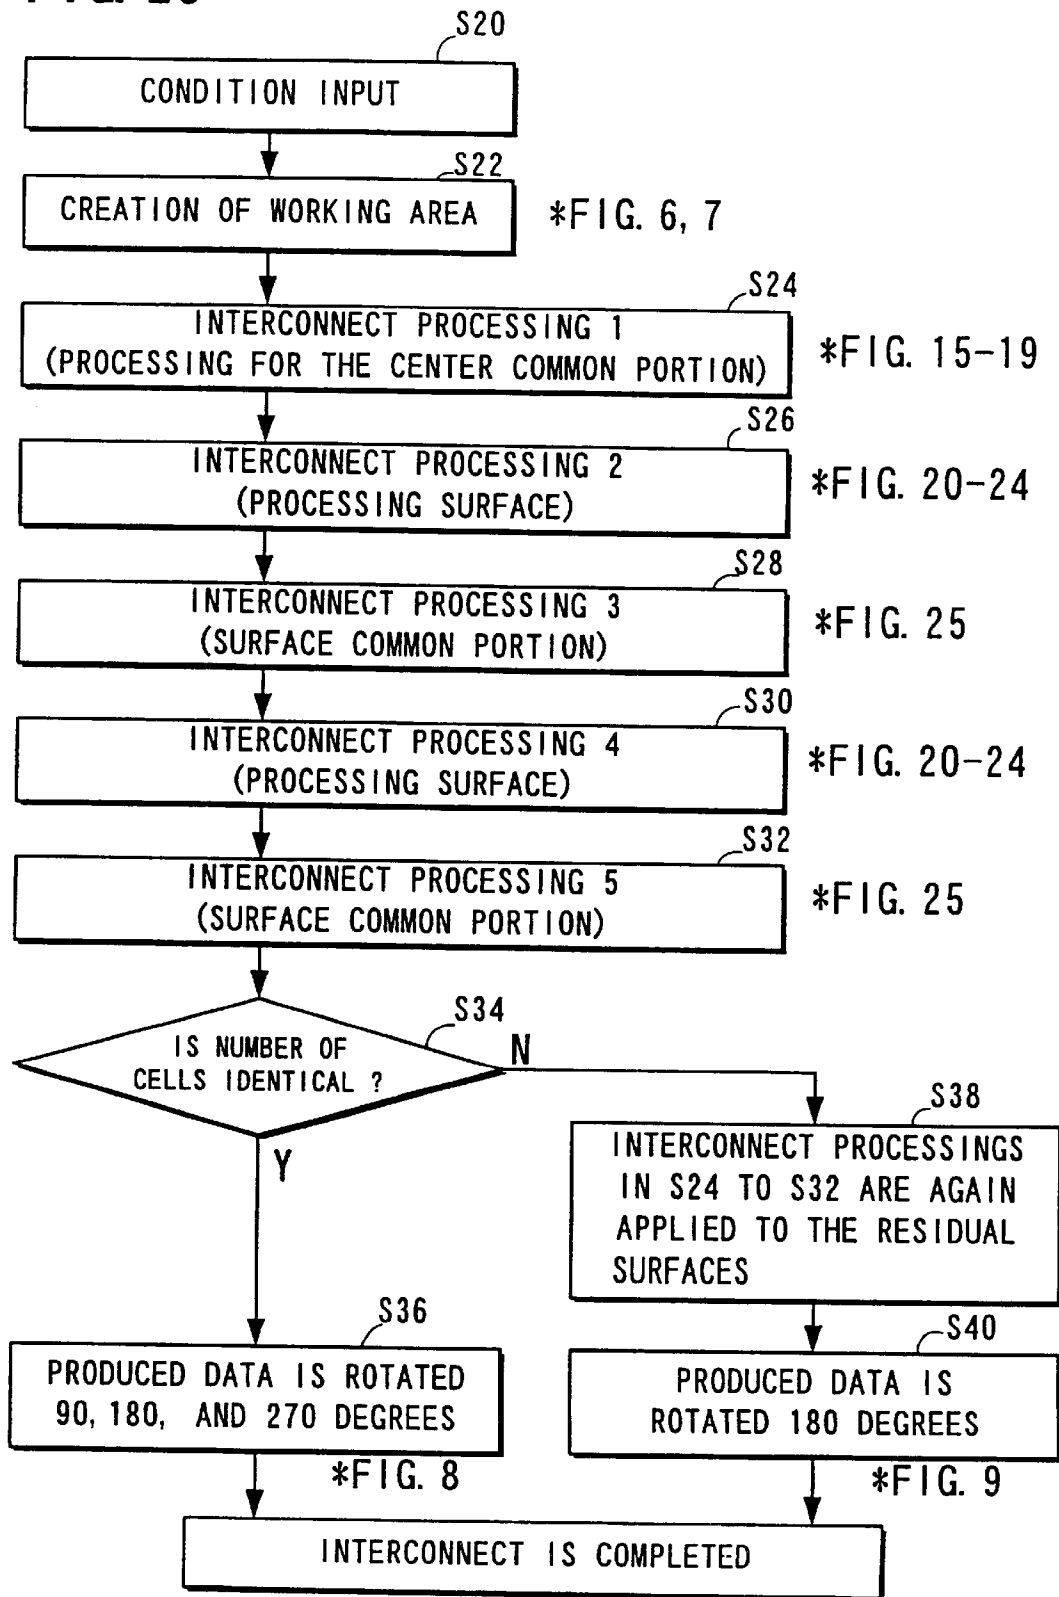 S20
CONDITION INPUT
S22
CREATION OF WORKING AREA
*FIG. 6, 7
S24
INTERCONNECT PROCESSING 1
(PROCESSING FOR THE CENTER COMMON PORTION)
*FIG. 15-19
S26
INTERCONNECT PROCESSING 2
(PROCESSING SURFACE)
*FIG. 20-24
S28
INTERCONNECT PROCESSING 3
(SURFACE COMMON PORTION)
*FIG. 25
S30
INTERCONNECT PROCESSING 4
(PROCESSING SURFACE)
*FIG. 20-24
S32
INTERCONNECT PROCESSING 5
(SURFACE COMMON PORTION)
*FIG. 25
S34
IS NUMBER OF
CELLS IDENTICAL ?
N
Y
S38
INTERCONNECT PROCESSINGS
IN S24 TO S32 ARE AGAIN
APPLIED TO THE RESIDUAL
SURFACES
S36
PRODUCED DATA IS ROTATED
90, 180, AND 270 DEGREES
*FIG. 8
S40
PRODUCED DATA IS
ROTATED 180 DEGREES
*FIG. 9
INTERCONNECT IS COMPLETED